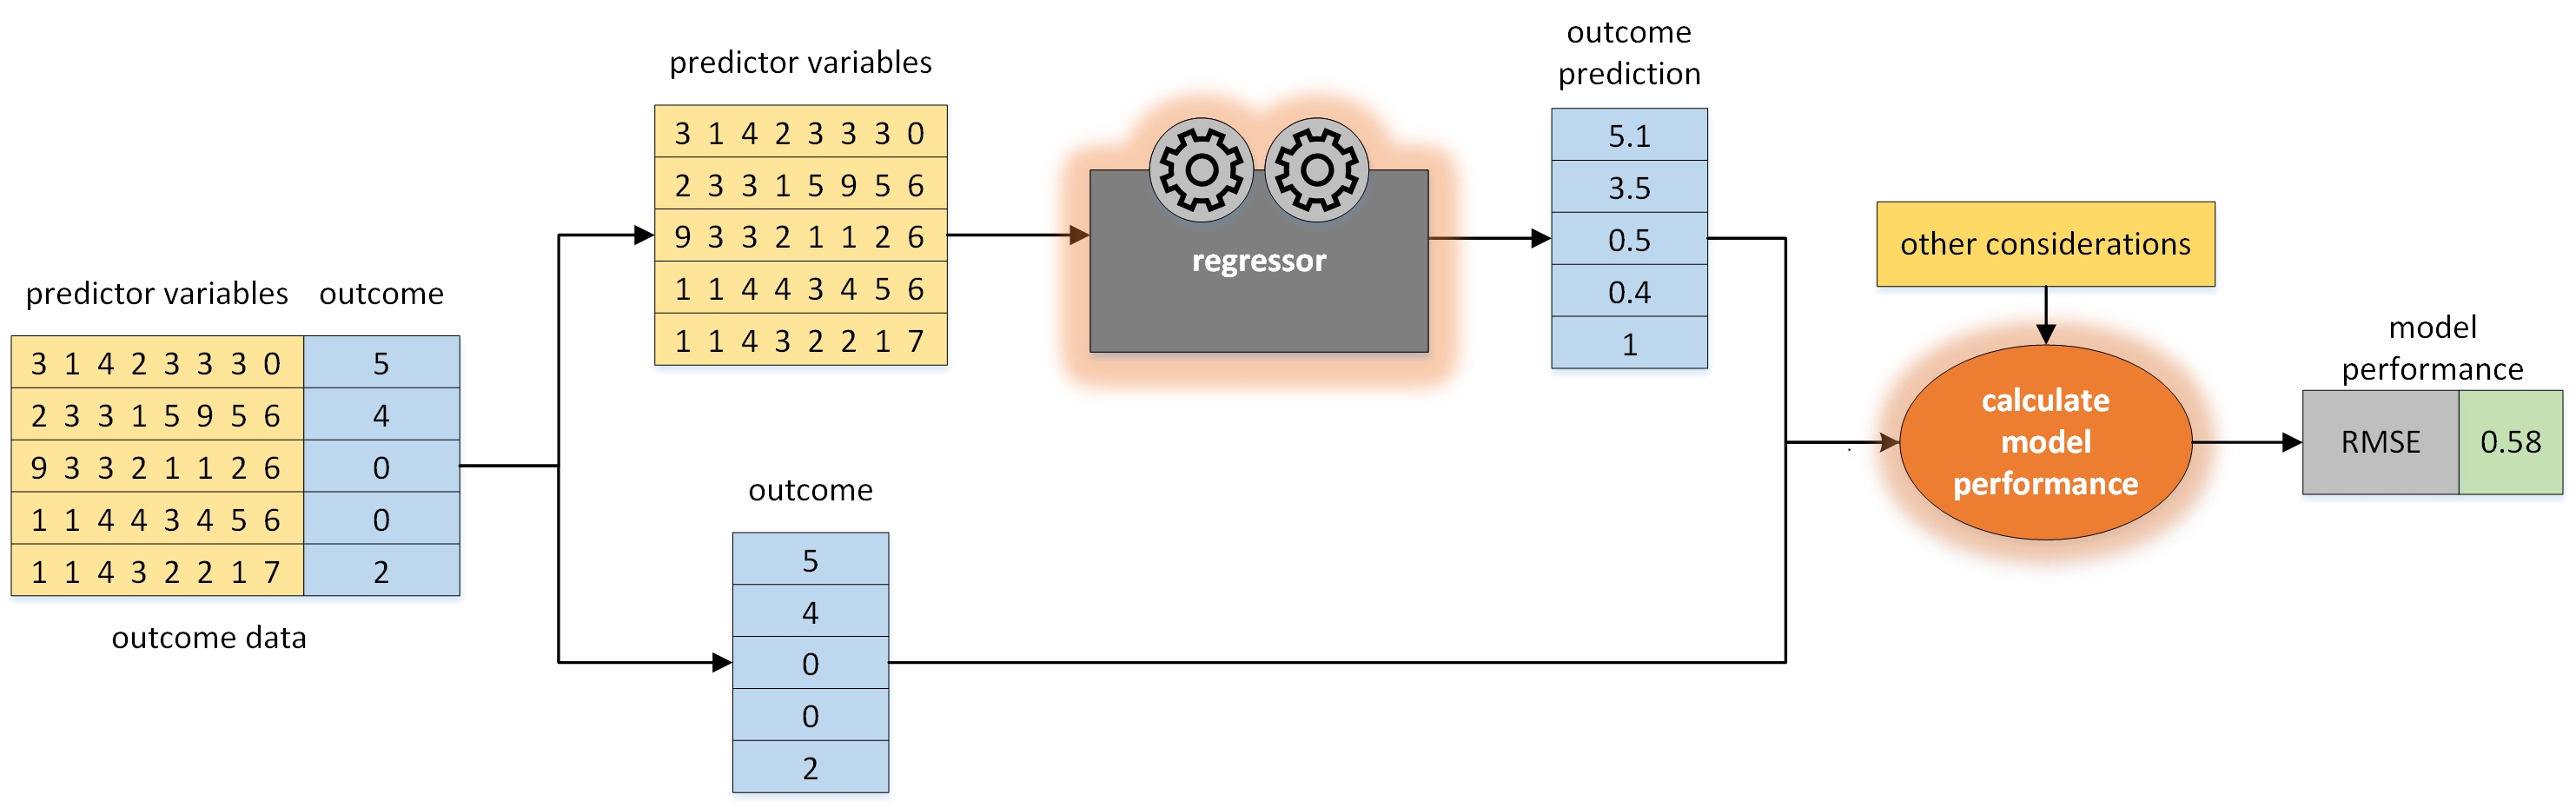 predictor variables outcome
3 1 4 2 3 3 3 0 5
2 3 3 1 5 9 5 6 4
9 3 3 2 1 1 2 6 0
1 1 4 4 3 4 5 6 0
1 1 4 3 2 2 1 7 2
outcome data
predictor variables
3 1 4 2 3 3 3 0
2 3 3 1 5 9 5 6
9 3 3 2 1 1 2 6
1 1 4 4 3 4 5 6
1 1 4 3 2 2 1 7
regressor
outcome
prediction
5.1
3.5
0.5
0.4
1
outcome
5
4
0
0
2
other considerations
calculate
model
performance
model
performance
RMSE 0.58